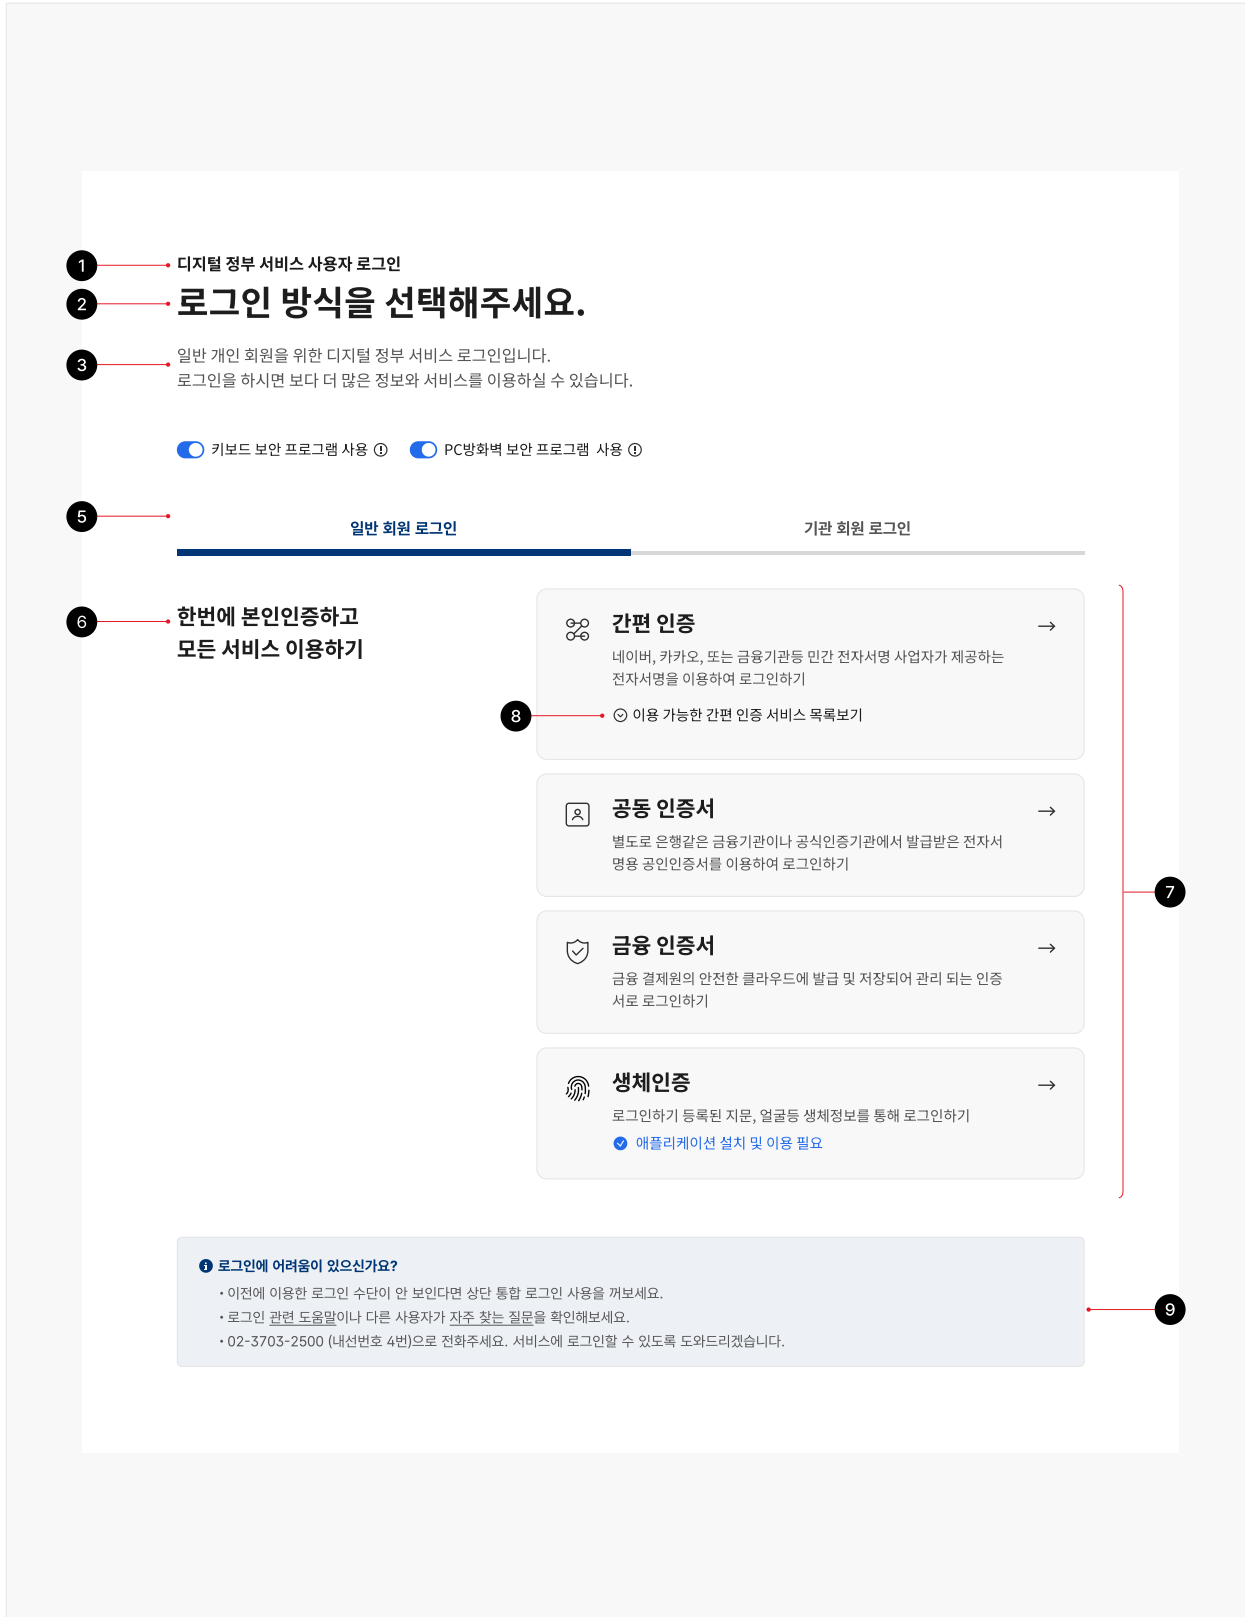 1
디지털 정부 서비스 사용자 로그인
2
로그인 방식을 선택해주세요.
3
일반 개인 회원을 위한 디지털 정부 서비스 로그인입니다.
로그인을 하시면 보다 더 많은 정보와 서비스를 이용하실 수 있습니다.
키보드 보안 프로그램 사용
PC방화벽 보안 프로그램 사용
5
일반 회원 로그인
기관 회원 로그인
6
한번에 본인인증하고
모든 서비스 이용하기
7
간편 인증
네이버, 카카오, 또는 금융기관등 민간 전자서명 사업자가 제공하는
전자서명을 이용하여 로그인하기
8
이용 가능한 간편 인증 서비스 목록보기
공동 인증서
별도로 은행같은 금융기관이나 공식인증기관에서 발급받은 전자서
명용 공인인증서를 이용하여 로그인하기
금융 인증서
금융 결제원의 안전한 클라우드에 발급 및 저장되어 관리 되는 인증
서로 로그인하기
생체인증
로그인하기 등록된 지문, 얼굴등 생체정보를 통해 로그인하기
애플리케이션 설치 및 이용 필요
9
로그인에 어려움이 있으신가요?
• 이전에 이용한 로그인 수단이 안 보인다면 상단 통합 로그인 사용을 꺼보세요.
• 로그인 관련 도움말이나 다른 사용자가 자주 찾는 질문을 확인해보세요.
• 02-3703-2500 (내선번호 4번)으로 전화주세요. 서비스에 로그인할 수 있도록 도와드리겠습니다.